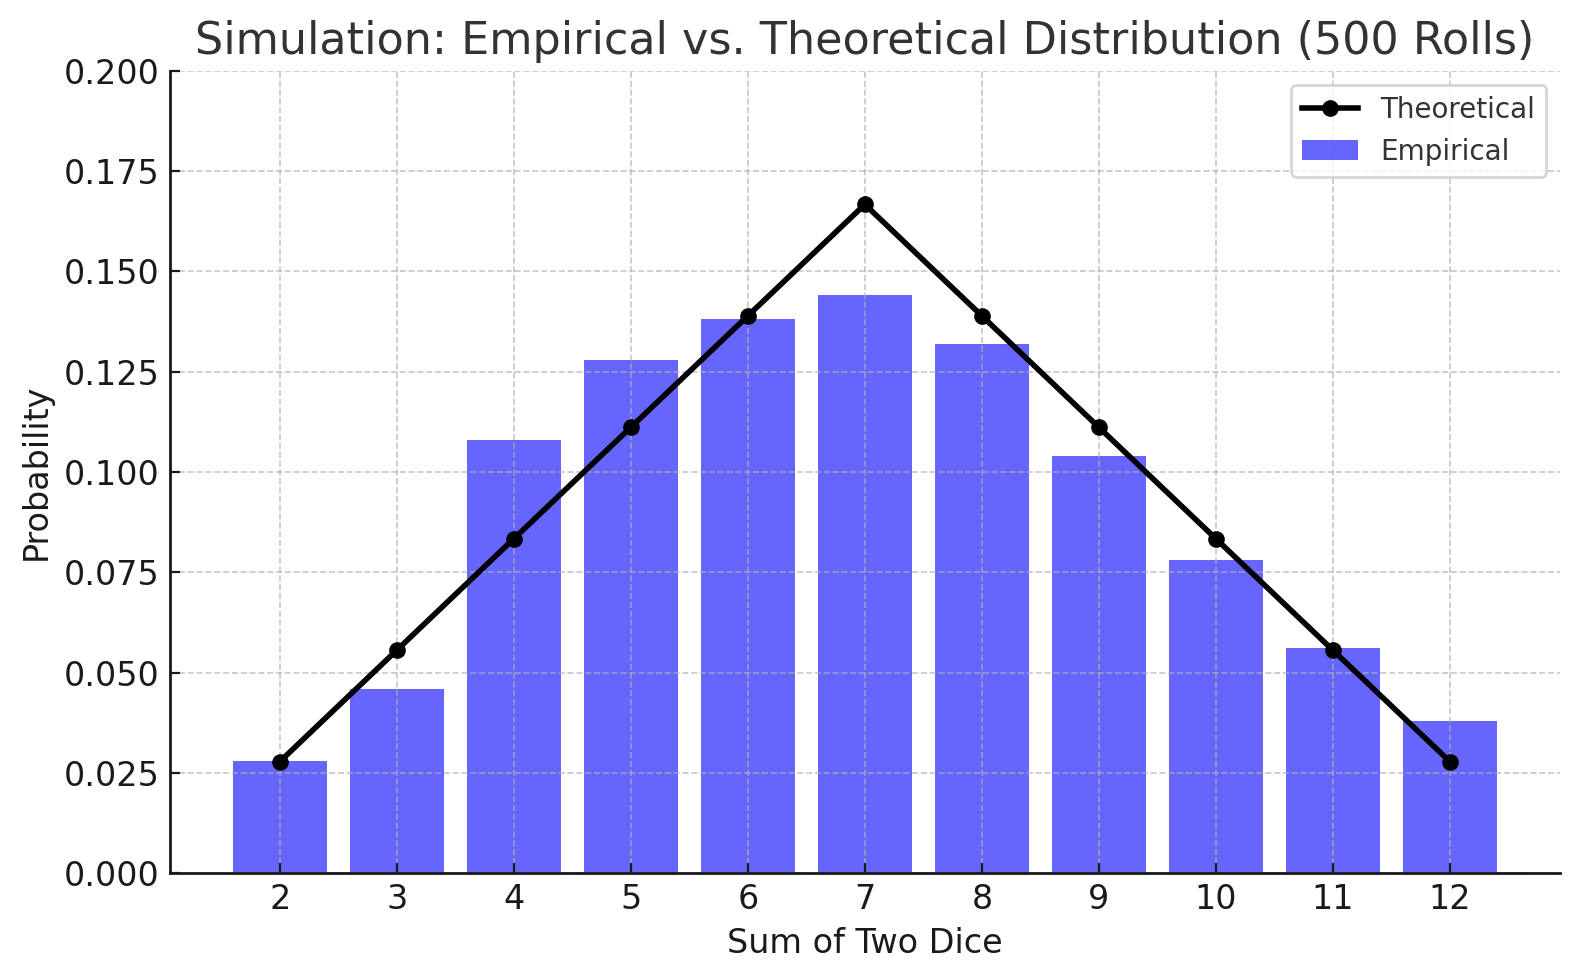 Simulation: Empirical vs. Theoretical Distribution (500 Rolls)
0.200
0.175
0.150
0.125
0.100
0.075
0.050
0.025
0.000
Probability
Theoretical
Empirical
2 3 4 5 6 7 8 9 10 11 12
Sum of Two Dice